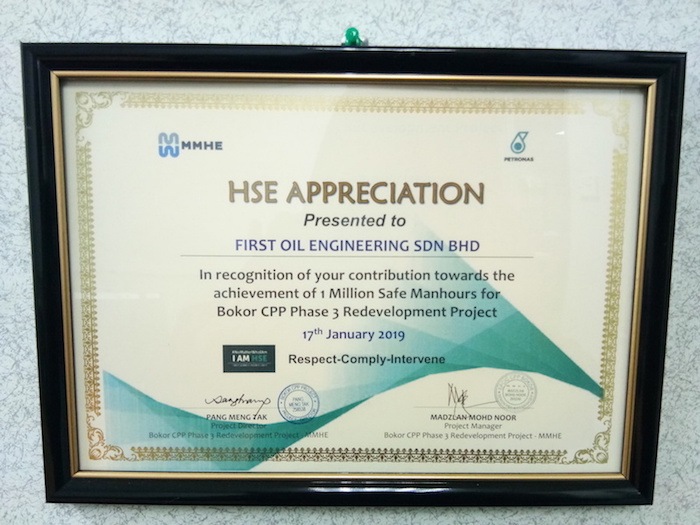 MMHE
PETRONAS
HSE APPRECIATION
Presented to
FIRST OIL ENGINEERING SDN BHD
In recognition of your contribution towards the
achievement of 1 Million Safe Manhours for
Bokor CPP Phase 3 Redevelopment Project
17th January 2019
I AM HSE
Respect-Comply-Intervene
PANG MENG TAK
Project Director
Bokor CPP Phase 3 Redevelopment Project - MMHE
MADZLAN MOHD NOOR
Project Manager
Bokor CPP Phase 3 Redevelopment Project - MMHE